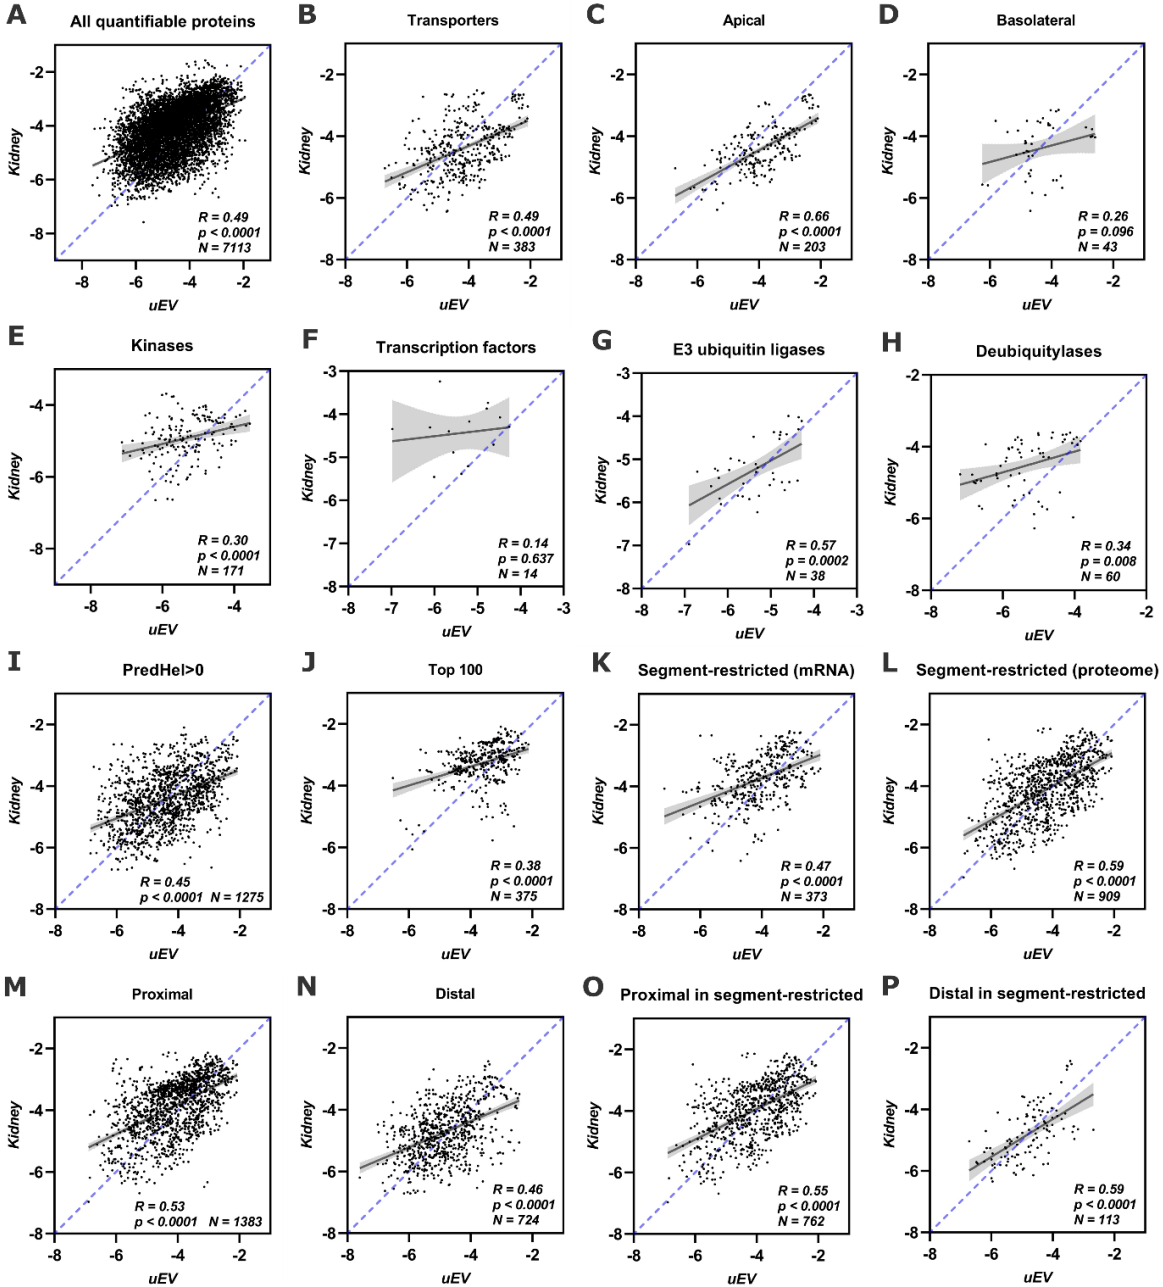 A All quantifiable proteins
-2
-4
-6
-8
Kidney
R = 0.49
p < 0.0001
N = 7113
-8 -6 -4 -2
uEV
B Transporters
-2
-4
-6
-8
Kidney
R = 0.49
p < 0.0001
N = 383
-8 -6 -4 -2
uEV
C Apical
-2
-4
-6
-8
Kidney
R = 0.66
p < 0.0001
N = 203
-8 -6 -4 -2
uEV
D Basolateral
-2
-4
-6
-8
Kidney
R = 0.26
p = 0.096
N = 43
-8 -6 -4 -2
uEV
E Kinases
-4
-6
-8
Kidney
R = 0.30
p < 0.0001
N = 171
-8 -6 -4
uEV
F Transcription factors
-3
-4
-5
-6
-7
-8
Kidney
R = 0.14
p = 0.637
N = 14
-8 -7 -6 -5 -4 -3
uEV
G E3 ubiquitin ligases
-3
-4
-5
-6
-7
-8
Kidney
R = 0.57
p = 0.0002
N = 38
-8 -7 -6 -5 -4 -3
uEV
H Deubiquitylases
-2
-4
-6
-8
Kidney
R = 0.34
p = 0.008
N = 60
-8 -6 -4 -2
uEV
I PredHel>0
-2
-4
-6
-8
Kidney
R = 0.45
p < 0.0001 N = 1275
-8 -6 -4 -2
uEV
J Top 100
-2
-4
-6
-8
Kidney
R = 0.38
p < 0.0001
N = 375
-8 -6 -4 -2
uEV
K Segment-restricted (mRNA)
-2
-4
-6
-8
Kidney
R = 0.47
p < 0.0001
N = 373
-8 -6 -4 -2
uEV
L Segment-restricted (proteome)
-2
-4
-6
-8
Kidney
R = 0.59
p < 0.0001
N = 909
-8 -6 -4 -2
uEV
M Proximal
-2
-4
-6
-8
Kidney
R = 0.53
p < 0.0001 N = 1383
-8 -6 -4 -2
uEV
N Distal
-2
-4
-6
-8
Kidney
R = 0.46
p < 0.0001
N = 724
-8 -6 -4 -2
uEV
O Proximal in segment-restricted
-2
-4
-6
-8
Kidney
R = 0.55
p < 0.0001
N = 762
-8 -6 -4 -2
uEV
P Distal in segment-restricted
-2
-4
-6
-8
Kidney
R = 0.59
p < 0.0001
N = 113
-8 -6 -4 -2
uEV